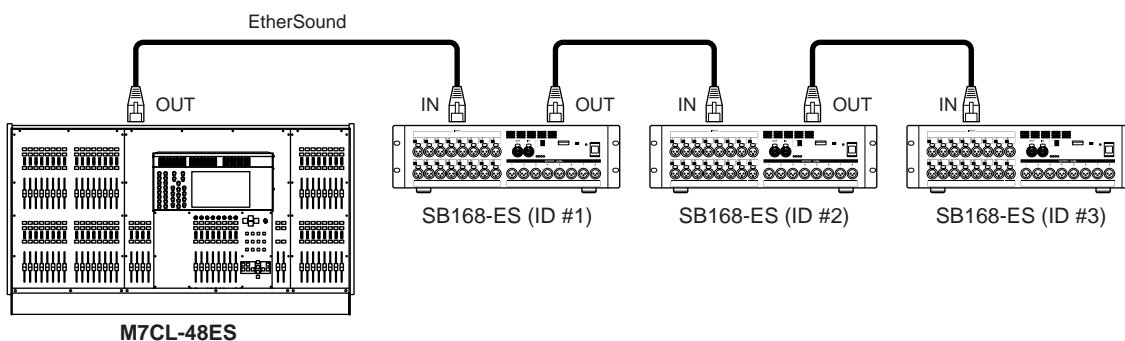 EtherSound
OUT
IN
OUT
IN
OUT
IN
SB168-ES (ID #1)
SB168-ES (ID #2)
SB168-ES (ID #3)
M7CL-48ES